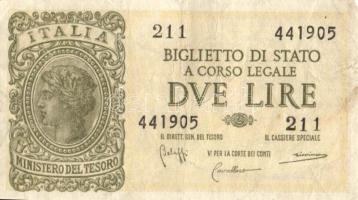 ITALIA
MINISTERO DEL TESORO
211 441905
BIGLIETTO DI STATO
A CORSO LEGALE
DVE LIRE
441905 211
IL DIRETT. GEN. DEL TESORO IL CASSIERE SPECIALE
VI PER LA CORTE DEI CONTI